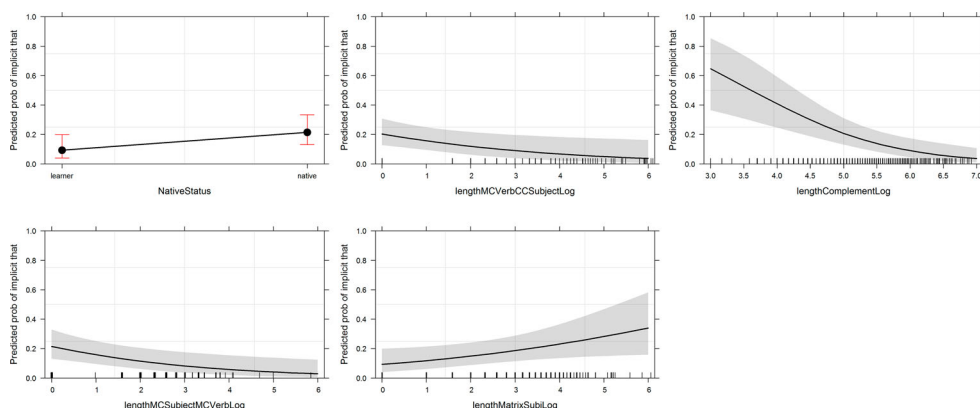 1.0
0.8
0.6
0.4
0.2
0.0
Predicted prob of implicit that
learner
native
NativeStatus
1.0
0.8
0.6
0.4
0.2
0.0
Predicted prob of implicit that
0 1 2 3 4 5 6
lengthMCVerbCCSubjectLog
1.0
0.8
0.6
0.4
0.2
0.0
Predicted prob of implicit that
3.0 3.5 4.0 4.5 5.0 5.5 6.0 6.5 7.0
lengthComplementLog
1.0
0.8
0.6
0.4
0.2
0.0
Predicted prob of implicit that
0 1 2 3 4 5 6
lengthMCSubjectMCVerbLog
1.0
0.8
0.6
0.4
0.2
0.0
Predicted prob of implicit that
0 1 2 3 4 5 6
lengthMatrixSubjLog